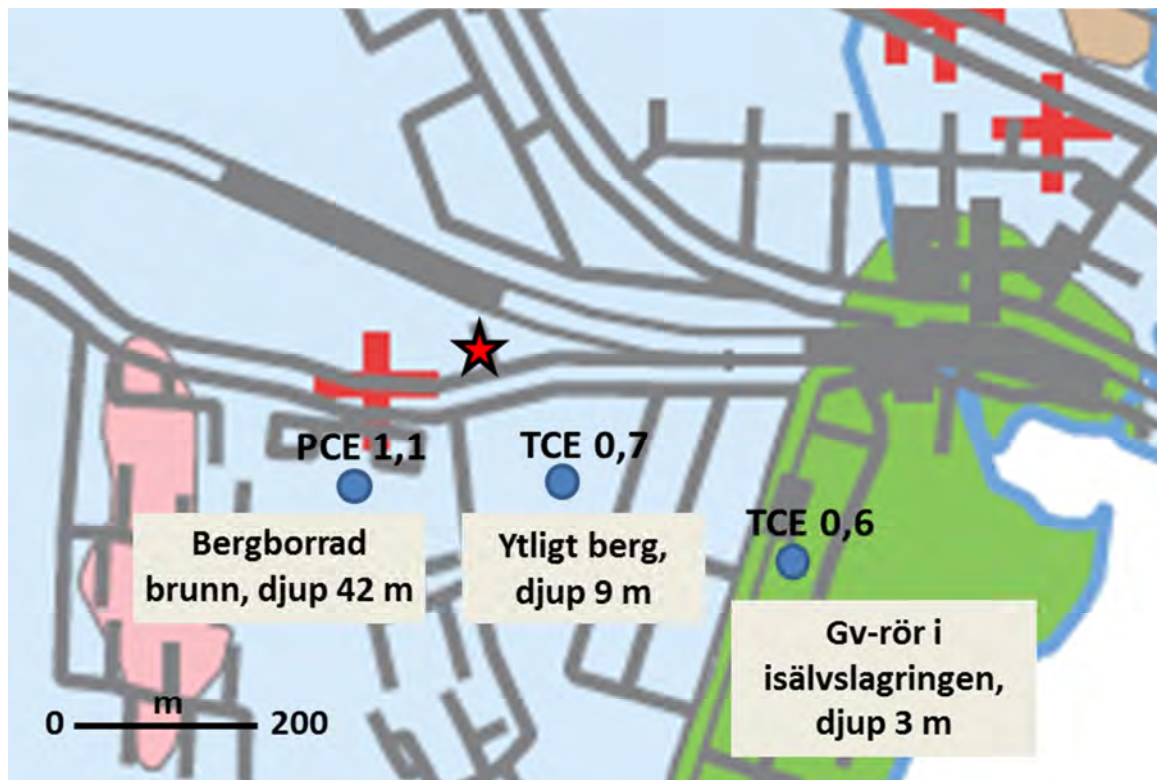 PCE 1,1
TCE 0,7
TCE 0,6
Bergborrad
brunn, djup 42 m
Ytligt berg,
djup 9 m
Gv-rör i
isälvslagringen,
djup 3 m
m
0 200